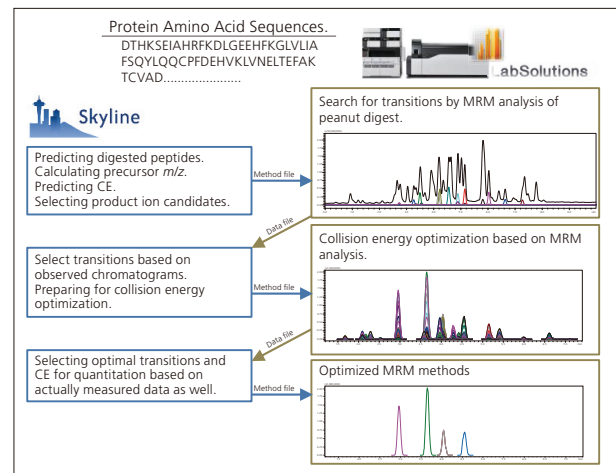 Protein Amino Acid Sequences.
DTHKSEIAHRFKDLGEEHFKGLVLIA
FSQYLQQCPFDEHVKLVNELTEFAK
TCVAD......................
LabSolutions
Skyline
Search for transitions by MRM analysis of
peanut digest.
Predicting digested peptides.
Calculating precursor m/z.
Predicting CE.
Selecting product ion candidates.
Method file
Data file
Collision energy optimization based on MRM
analysis.
Select transitions based on
observed chromatograms.
Preparing for collision energy
optimization.
Method file
Data file
Selecting optimal transitions and
CE for quantitation based on
actually measured data as well.
Method file
Optimized MRM methods